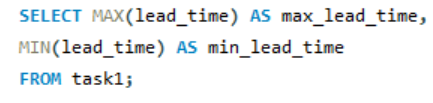 SELECT MAX(lead_time) AS max_lead_time,
MIN(lead_time) AS min_lead_time
FROM task1;